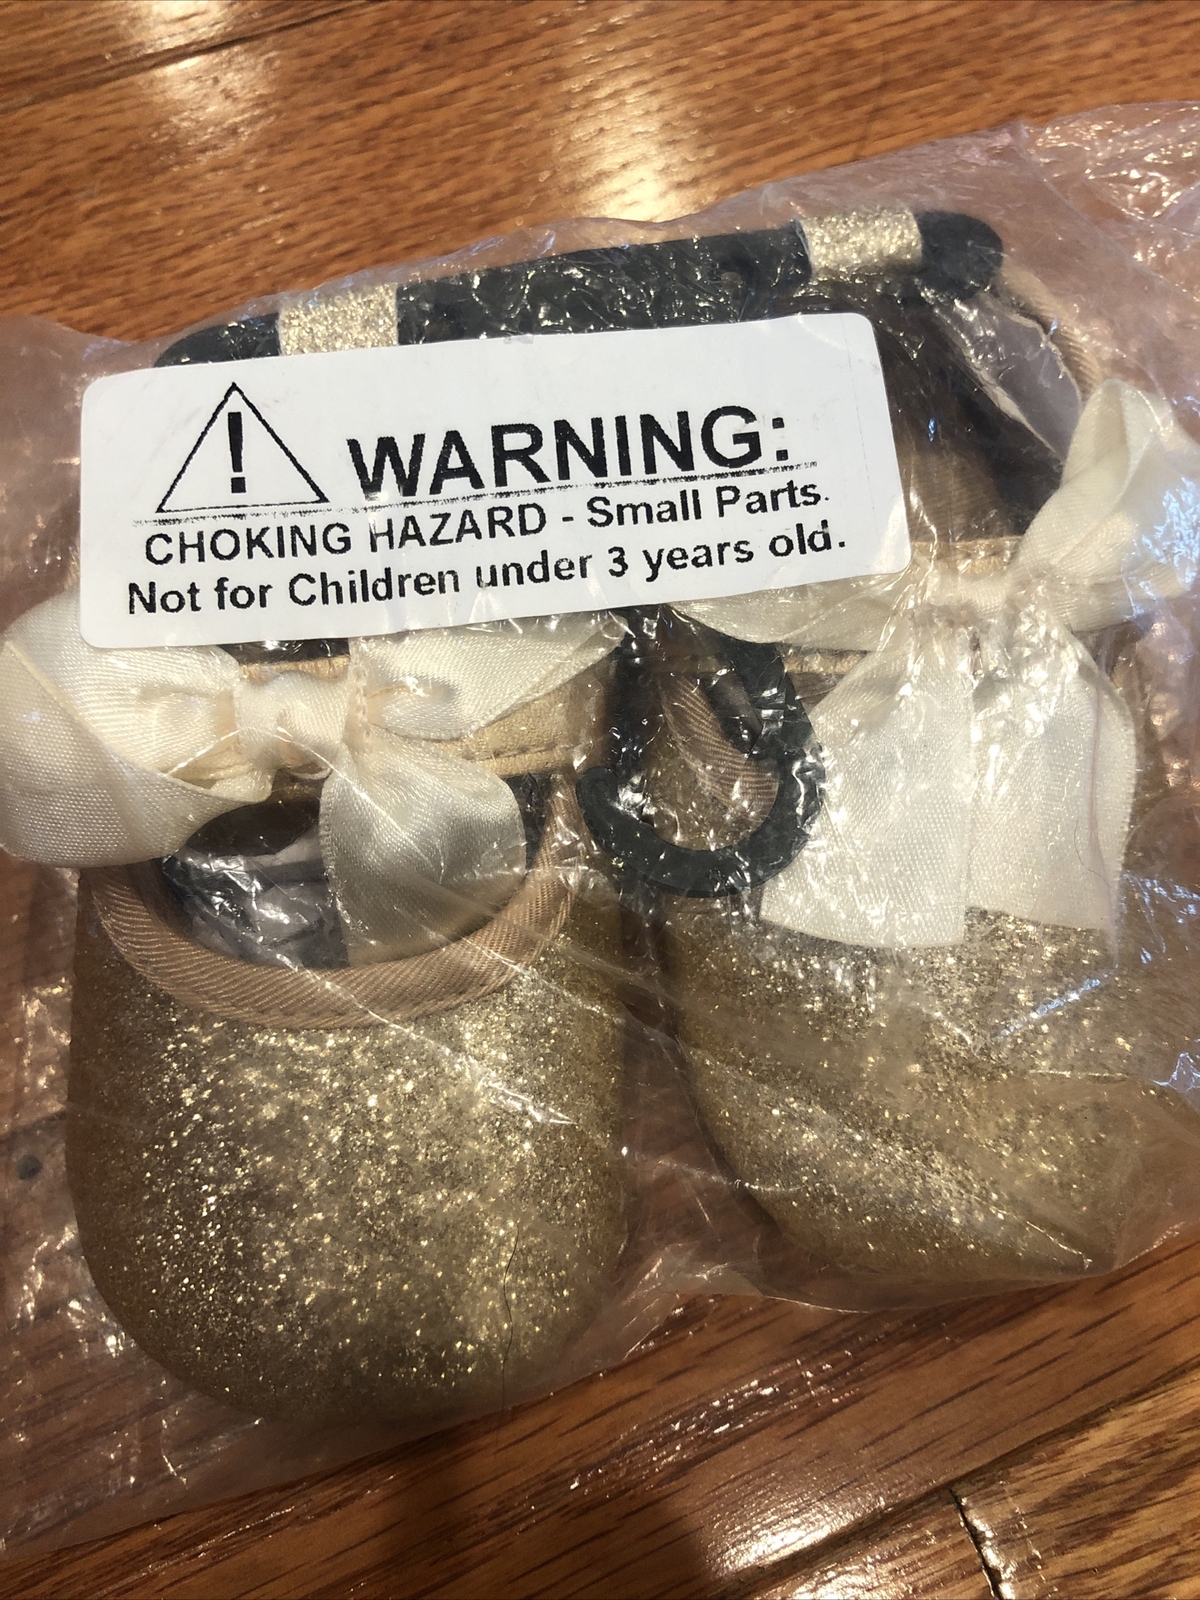 WARNING:
CHOKING HAZARD - Small Parts.
Not for Children under 3 years old.